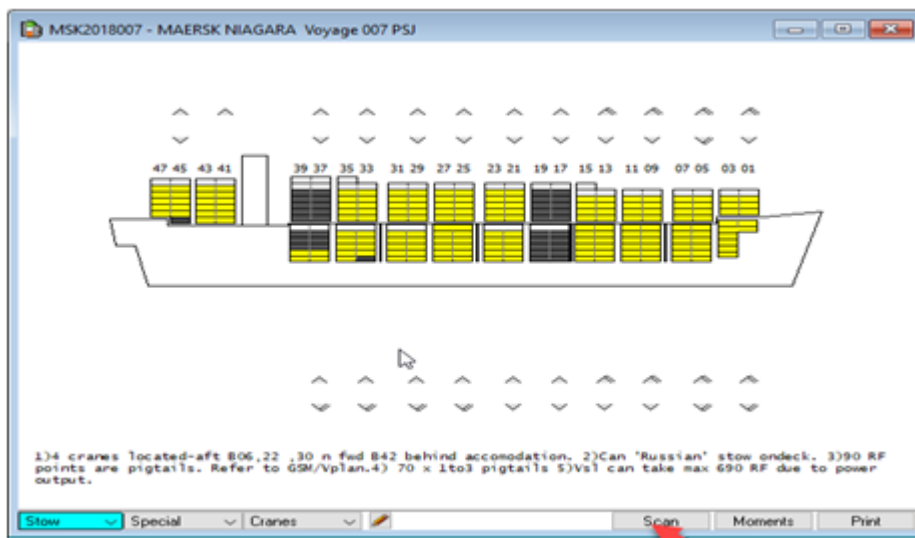 MSK2018007 - MAERSK NIAGARA Voyage 007 PSJ
47 45 43 41 39 37 35 33 31 29 27 25 23 21 19 17 15 13 11 09 07 05 03 01
1)4 cranes located-aft B06,22 ,30 n fwd B42 behind accomodation. 2)Can 'Russian' stow ondeck. 3)90 RF
points are pigtails. Refer to GSM/Vplan.4) 70 x 1to3 pigtails 5)Vsl can take max 690 RF due to power
output.
Stow Special Cranes Scan Moments Print